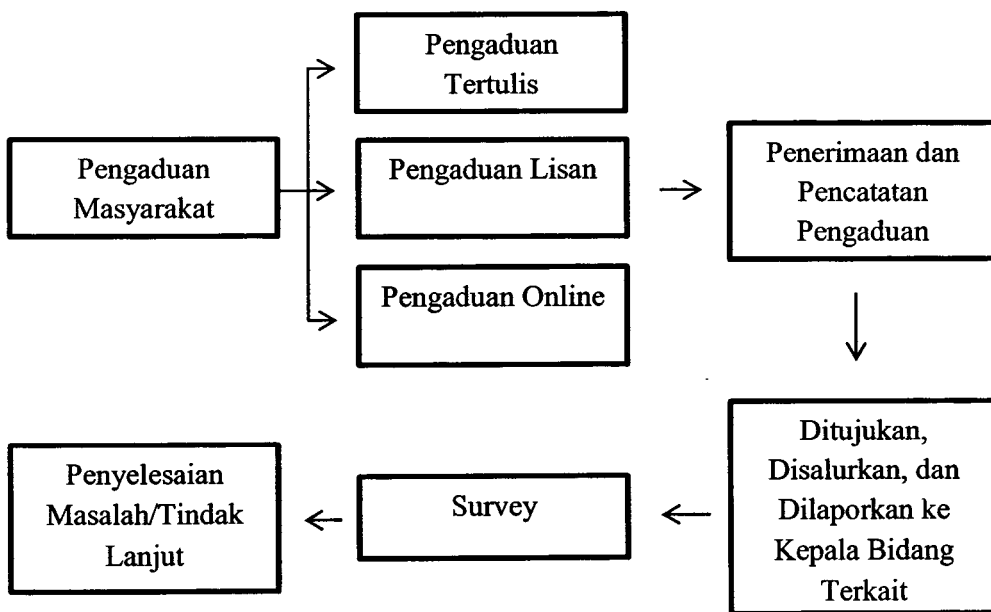 Pengaduan
Tertulis
Pengaduan
Masyarakat
Pengaduan Lisan
Penerimaan dan
Pencatatan
Pengaduan
Pengaduan Online
Ditujukan,
Disalurkan, dan
Dilaporkan ke
Kepala Bidang
Terkait
Survey
Penyelesaian
Masalah/Tindak
Lanjut